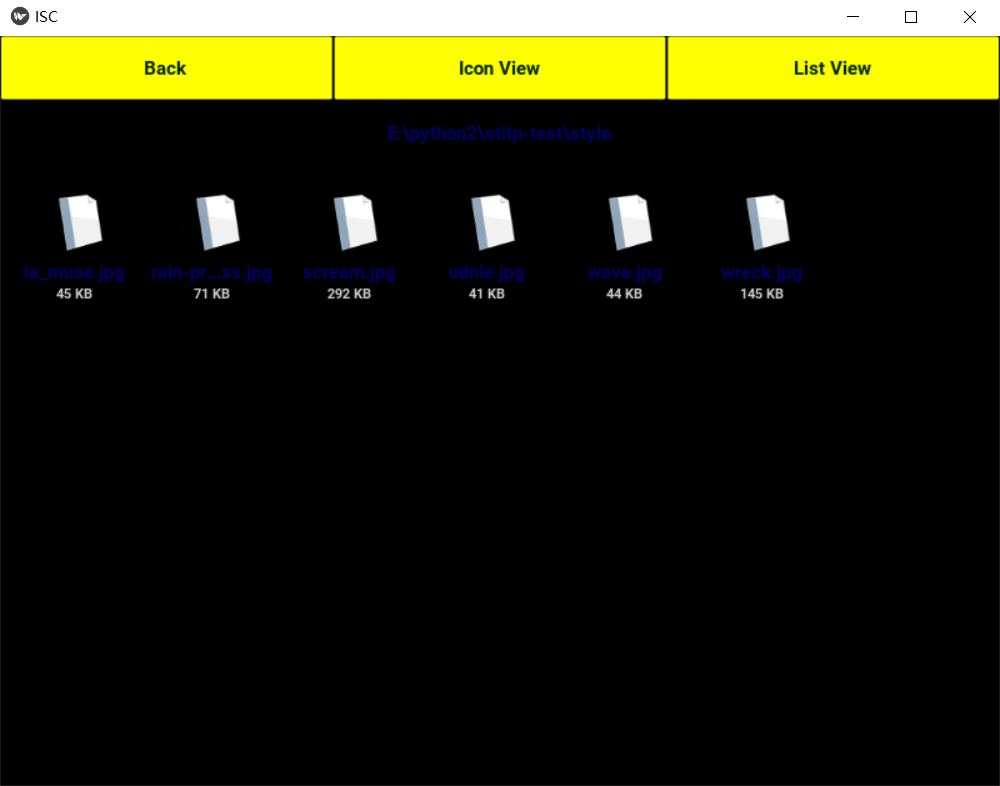 ISC
Back Icon View List View
E:\python2\stitp-test\style
la_muse.jpg rain-pr...ss.jpg scream.jpg udnie.jpg wave.jpg wreck.jpg
45 KB 71 KB 292 KB 41 KB 44 KB 145 KB